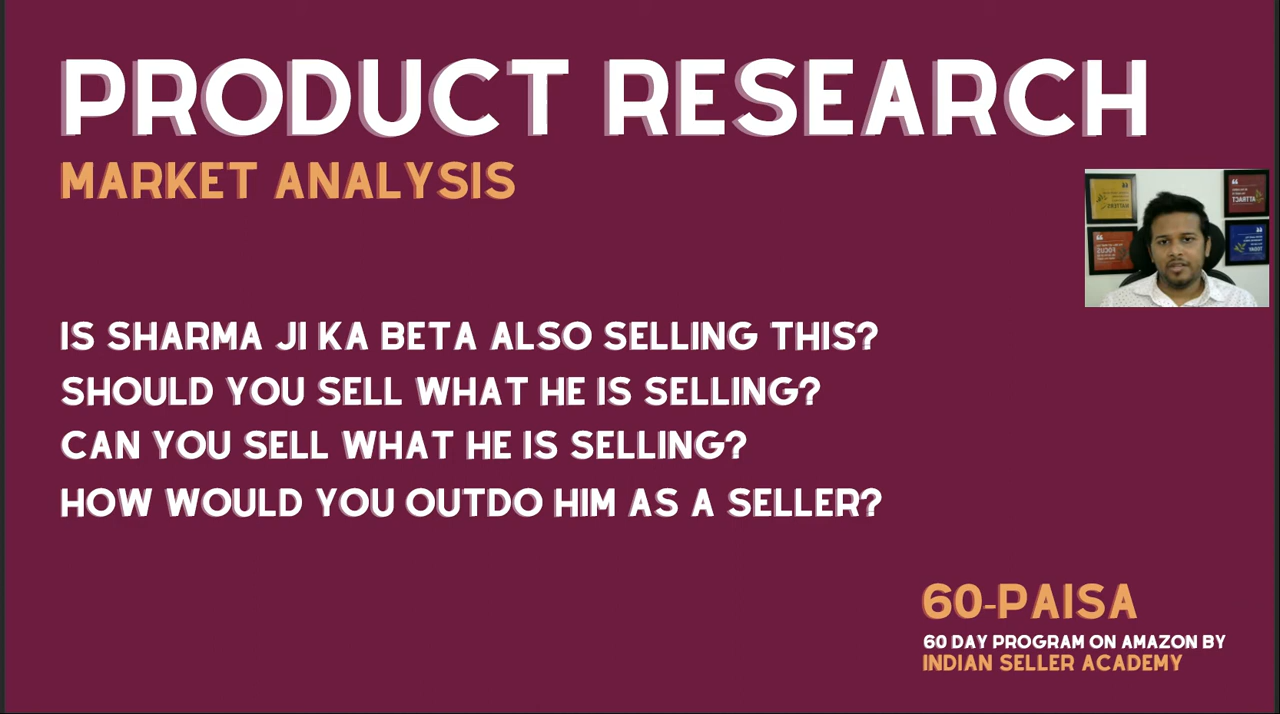 PRODUCT RESEARCH
MARKET ANALYSIS
IS SHARMA JI KA BETA ALSO SELLING THIS?
SHOULD YOU SELL WHAT HE IS SELLING?
CAN YOU SELL WHAT HE IS SELLING?
HOW WOULD YOU OUTDO HIM AS A SELLER?
60-PAISA
60 DAY PROGRAM ON AMAZON BY
INDIAN SELLER ACADEMY